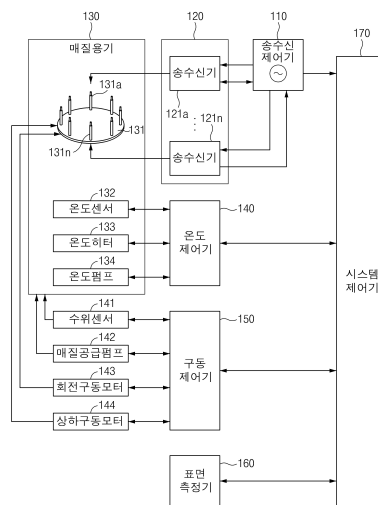 130
매질용기
120
110
송수신
제어기
170
131a
송수신기
121a
131
131n
121n
송수신기
132
온도센서
140
133
온도히터
온도
제어기
134
온도펌프
시스템
제어기
141
수위센서
150
142
매질공급펌프
구동
제어기
143
회전구동모터
144
상하구동모터
160
표면
측정기